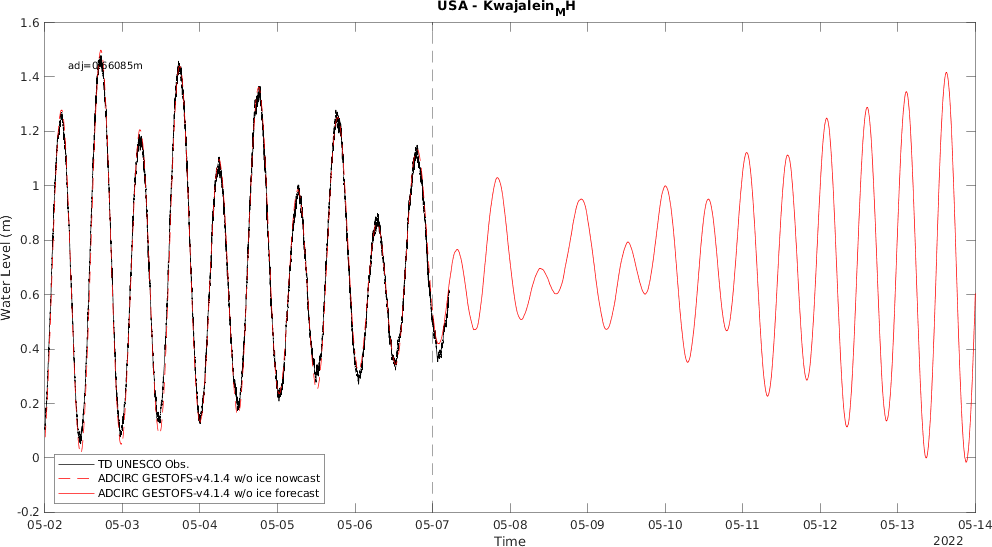 USA - Kwajalein_MH
1.6
1.4
1.2
1
0.8
0.6
0.4
0.2
0
-0.2
Water Level (m)
adj=0.66085m
TD UNESCO Obs.
ADCIRC GESTOFS-v4.1.4 w/o ice nowcast
ADCIRC GESTOFS-v4.1.4 w/o ice forecast
05-02 05-03 05-04 05-05 05-06 05-07 05-08 05-09 05-10 05-11 05-12 05-13 05-14
Time
2022